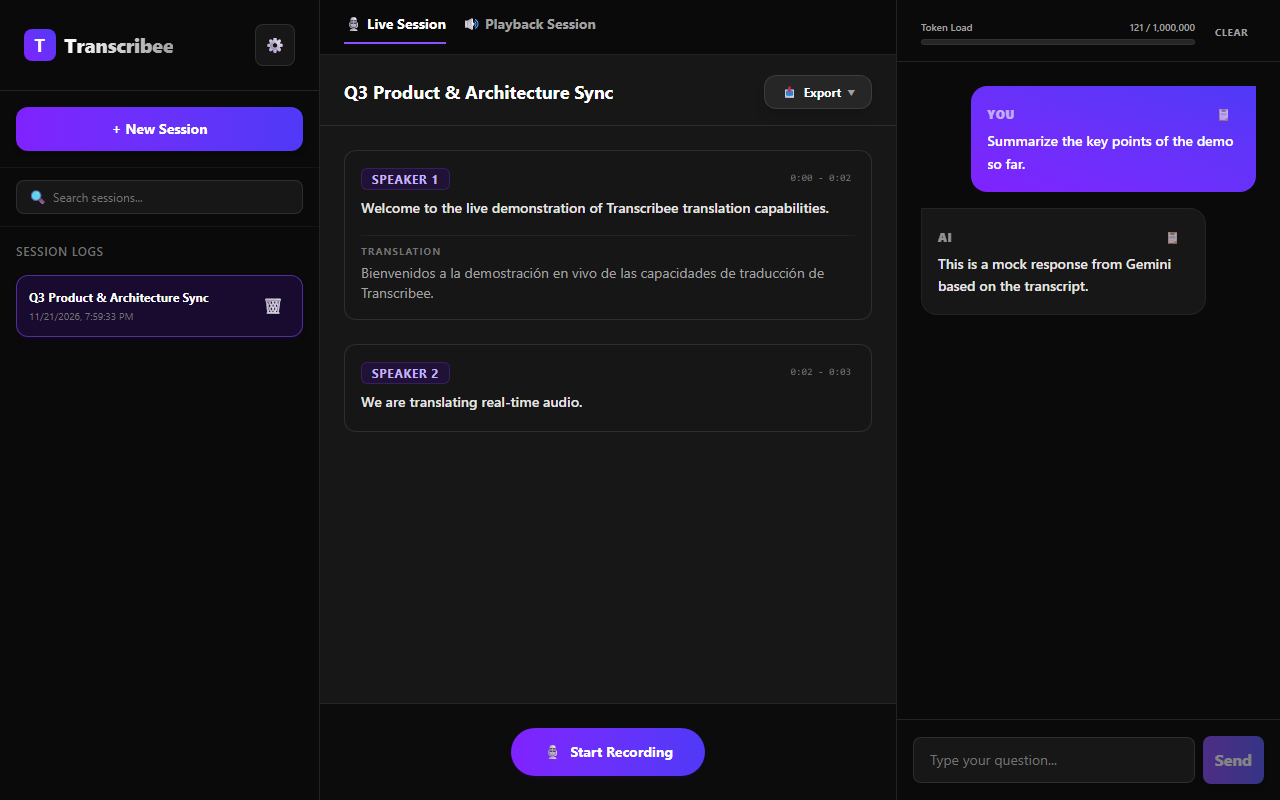 T Transcribee
+ New Session
Search sessions...
SESSION LOGS
Q3 Product & Architecture Sync
11/21/2026, 7:59:33 PM
Live Session
Playback Session
Q3 Product & Architecture Sync
Export ▼
SPEAKER 1
0:00 - 0:02
Welcome to the live demonstration of Transcribee translation capabilities.
TRANSLATION
Bienvenidos a la demostración en vivo de las capacidades de traducción de
Transcribee.
SPEAKER 2
0:02 - 0:03
We are translating real-time audio.
Start Recording
Token Load
121 / 1,000,000
CLEAR
YOU
Summarize the key points of the demo
so far.
AI
This is a mock response from Gemini
based on the transcript.
Type your question...
Send